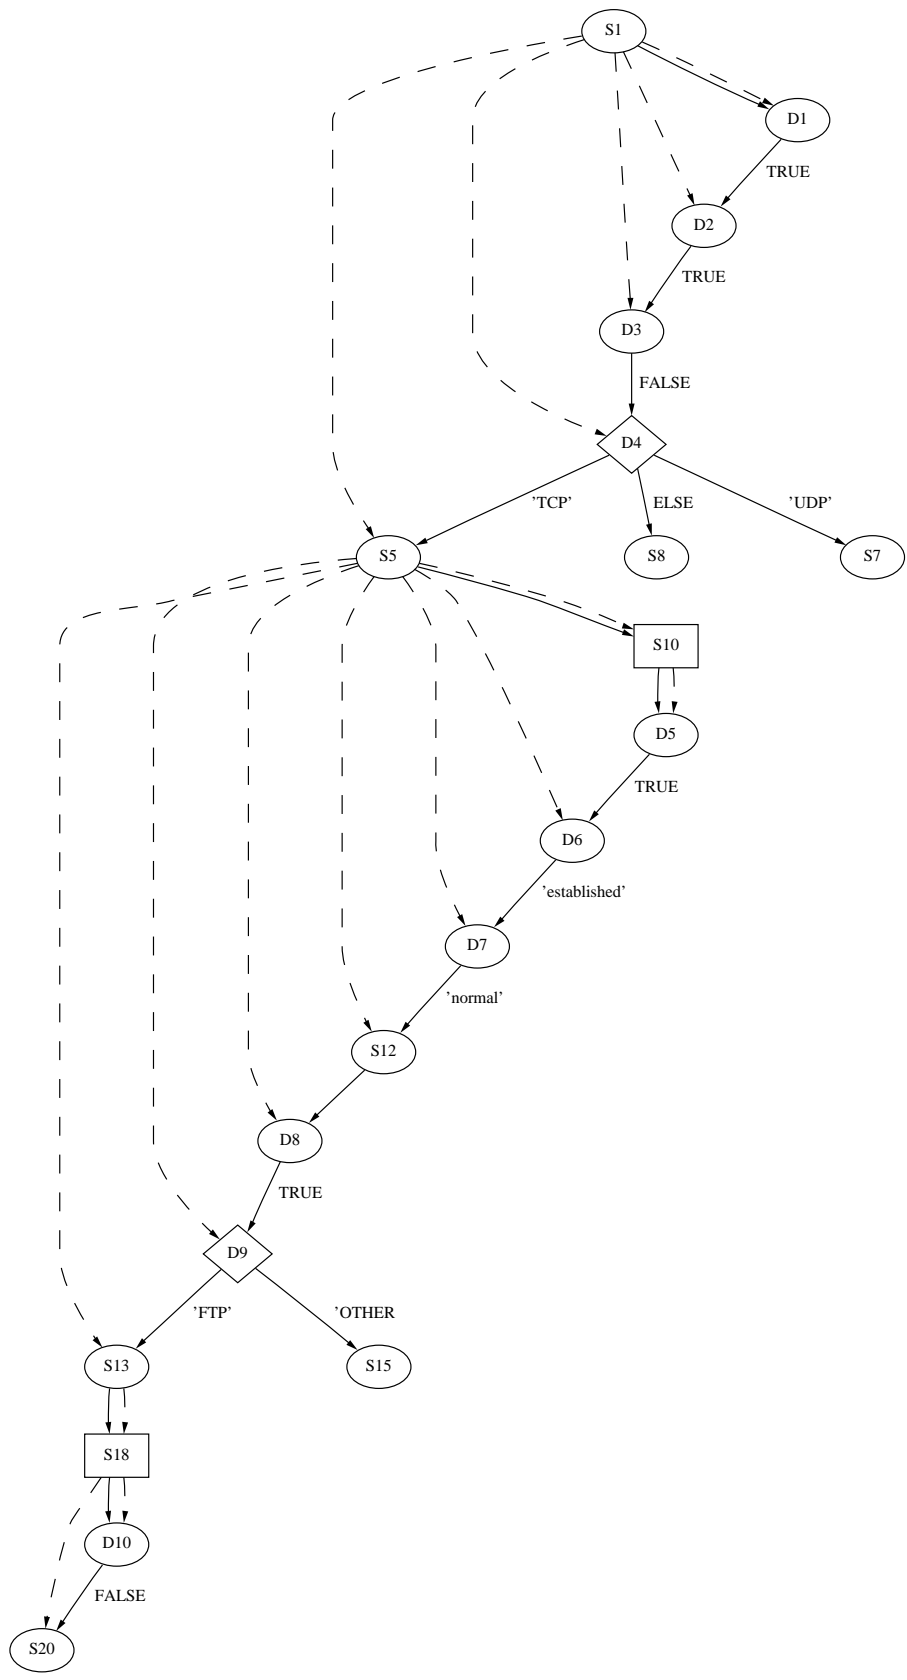 S1
D1
TRUE
D2
TRUE
D3
FALSE
D4
'TCP'
ELSE
'UDP'
S5
S8
S7
S10
D5
TRUE
D6
'established'
D7
'normal'
S12
D8
TRUE
D9
'FTP'
'OTHER
S13
S15
S18
D10
FALSE
S20